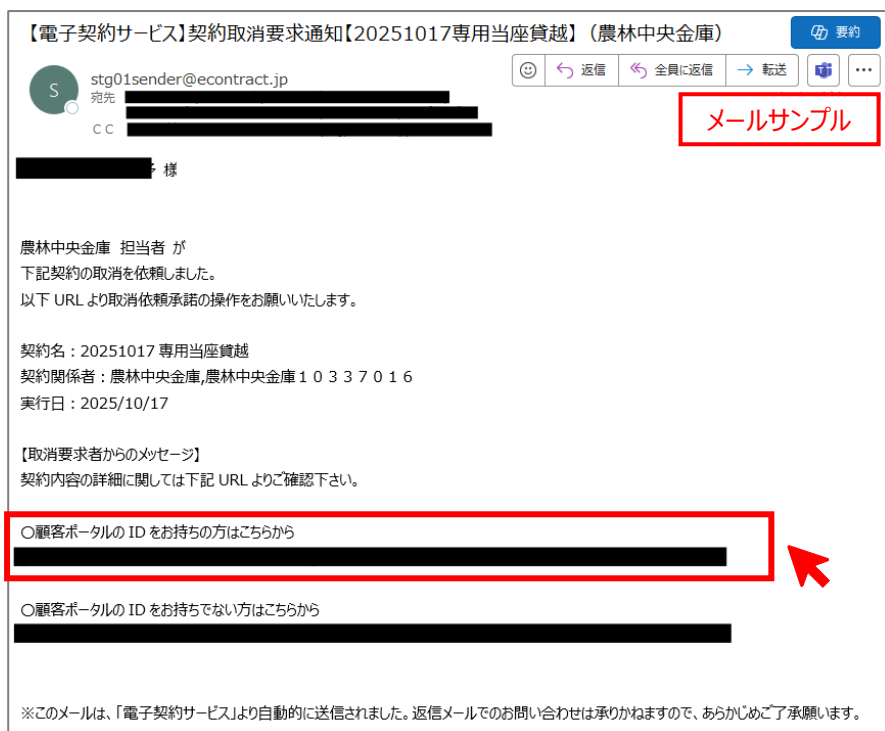 【電子契約サービス】契約取消要求通知【20251017専用当座貸越】（農林中央金庫）
要約
S
stg01sender@econtract.jp
返信
全員に返信
転送
宛先
CC
メールサンプル
様
農林中央金庫 担当者 が
下記契約の取消を依頼しました。
以下 URL より取消依頼承諾の操作をお願いいたします。
契約名：20251017 専用当座貸越
契約関係者：農林中央金庫,農林中央金庫１０３３７０１６
実行日：2025/10/17
【取消要求者からのメッセージ】
契約内容の詳細に関しては下記 URL よりご確認下さい。
○顧客ポータルの ID をお持ちの方はこちらから
○顧客ポータルの ID をお持ちでない方はこちらから
※このメールは、「電子契約サービス」より自動的に送信されました。返信メールでのお問い合わせは承りかねますので、あらかじめご了承願います。